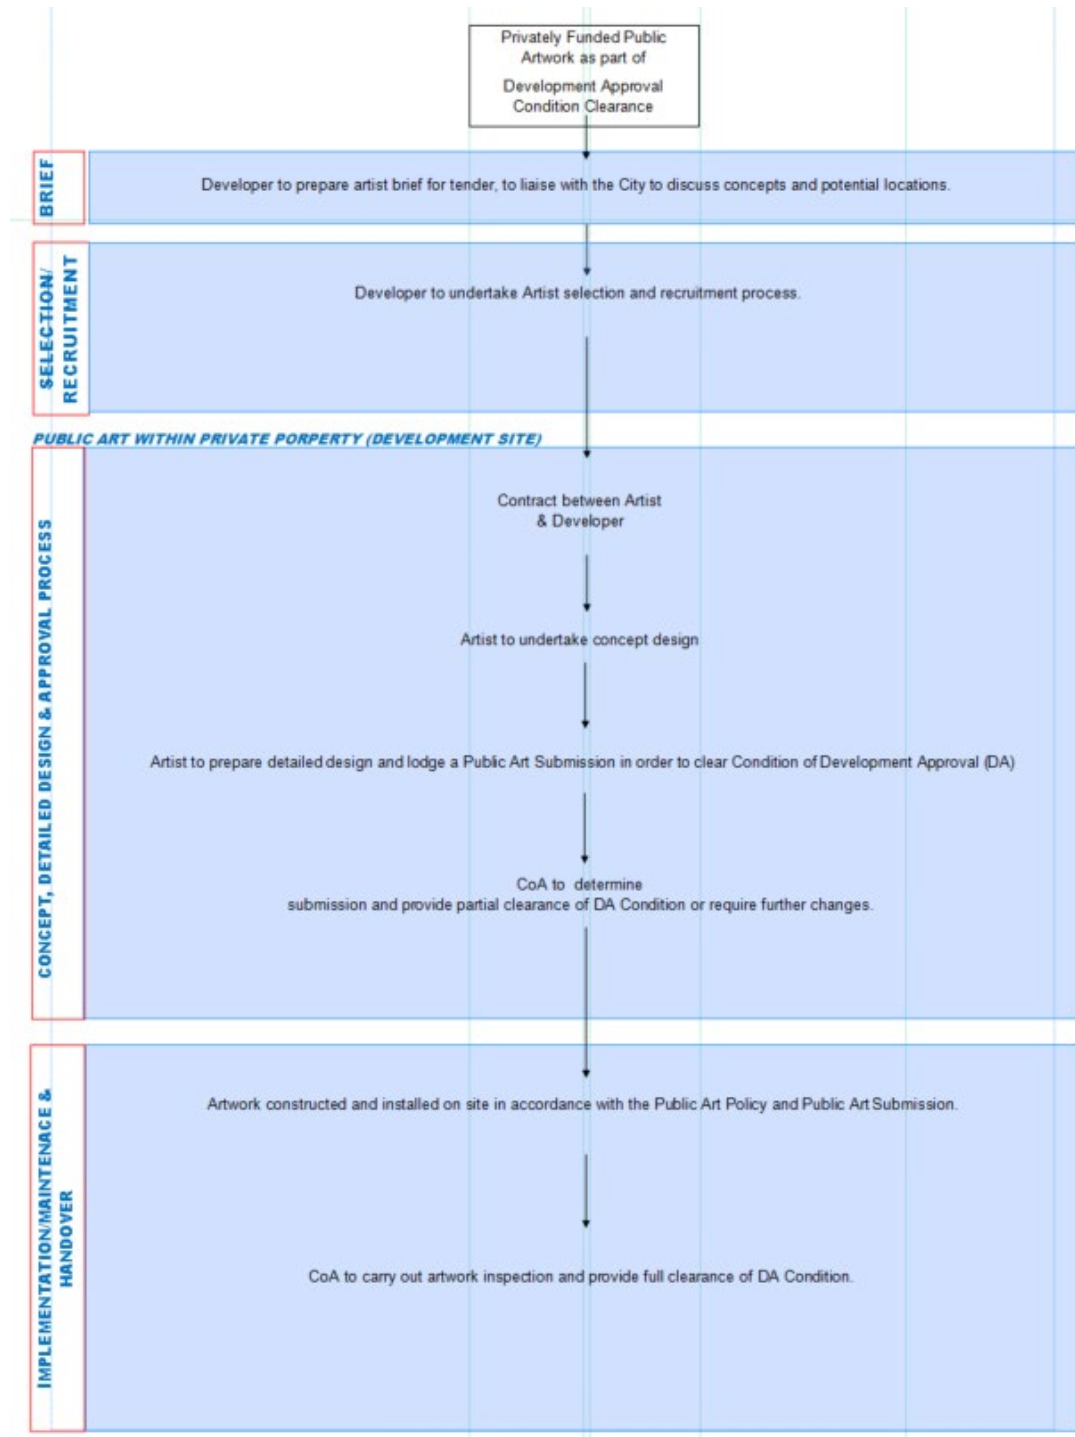 Privately Funded Public
Artwork as part of
Development Approval
Condition Clearance
BRIEF
Developer to prepare artist brief for tender, to liaise with the City to discuss concepts and potential locations.
SELECTION/
RECRUITMENT
Developer to undertake Artist selection and recruitment process.
PUBLIC ART WITHIN PRIVATE PORPERTY (DEVELOPMENT SITE)
CONCEPT, DETAILED DESIGN & APPROVAL PROCESS
Contract between Artist
& Developer
Artist to undertake concept design
Artist to prepare detailed design and lodge a Public Art Submission in order to clear Condition of Development Approval (DA)
CoA to determine
submission and provide partial clearance of DA Condition or require further changes.
IMPLEMENTATION/MAINTENACE &
HANDOVER
Artwork constructed and installed on site in accordance with the Public Art Policy and Public Art Submission.
CoA to carry out artwork inspection and provide full clearance of DA Condition.